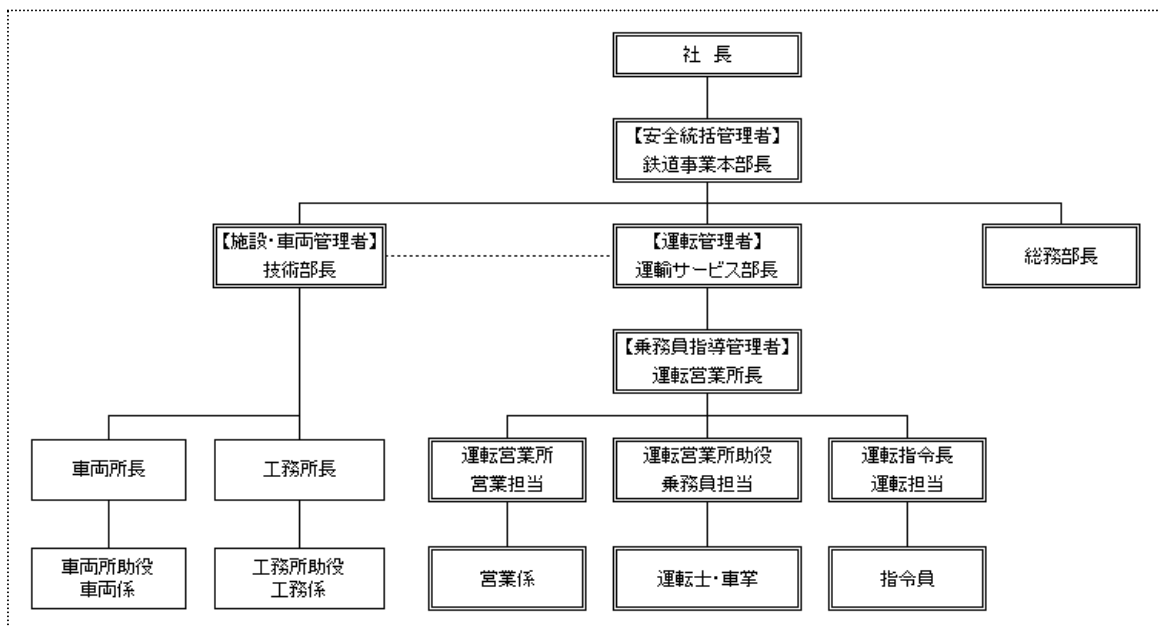 社 長
【安全統括管理者】
鉄道事業本部長
【施設・車両管理者】
技術部長
【運転管理者】
運輸サービス部長
総務部長
【乗務員指導管理者】
運転営業所長
車両所長
工務所長
運転営業所
営業担当
運転営業所助役
乗務員担当
運転指令長
運転担当
車両所助役
車両係
工務所助役
工務係
営業係
運転士・車掌
指令員